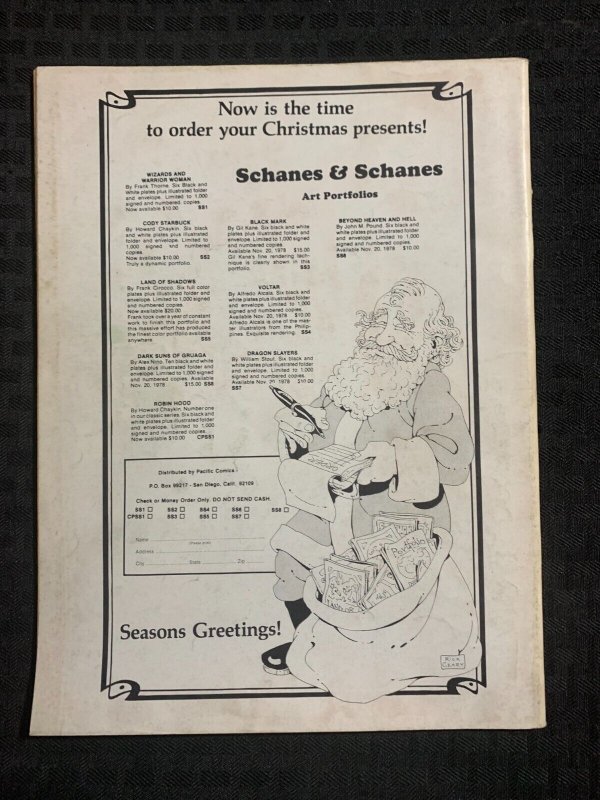 Now is the time
to order your Christmas presents!
Schanes & Schanes
Art Portfolios
WIZARDS AND
WARRIOR WOMAN
By Frank Thorne. Six Black and
White plates plus illustrated folder
and envelope. Limited to 1,000
signed and numbered copies.
Now available $10.00 SS1
CODY STARBUCK
By Howard Chaykin. Six black
and white plates plus illustrated
folder and envelope. Limited to
1,000 signed and numbered
copies.
Now available $10.00 SS2
Truly a dynamic portfolio.
LAND OF SHADOWS
By Frank Cirocco. Six full color
plates plus illustrated folder and
envelope. Limited to 1,000 signed
and numbered copies.
Now available $20.00
Frank took over a year of constant
work to finish this portfolio and
this massive effort has produced
the finest color portfolio available
anywhere. SS5
DARK SUNS OF GRUAGA
By Alex Nino. Ten black and white
plates plus illustrated folder and
envelope. Limited to 1,000 signed
and numbered copies. Available
Nov. 20, 1978 $15.00 SS6
ROBIN HOOD
By Howard Chaykin. Number one
in our classic series. Six black and
white plates plus illustrated folder
and envelope. Limited to 1,000
signed and numbered copies.
Now available $10.00 CPSS1
BLACK MARK
By Gil Kane. Six black and white
plates plus illustrated folder and
envelope. Limited to 1,000 signed
and numbered copies.
Available Nov. 20, 1978 $15.00
Gil Kane's fine rendering tech-
nique is clearly shown in this
portfolio. SS3
VOLTAR
By Alfredo Alcala. Six black and
white plates plus illustrated folder
and envelope. Limited to 1,000
signed and numbered copies.
Available Nov. 20, 1978 $10.00
Alfredo Alcala is one of the mas-
ter illustrators from the Philip-
pines. Exquisite rendering. SS4
DRAGON SLAYERS
By William Stout. Six black and
white plates plus illustrated folder
and envelope. Limited to 1,000
signed and numbered copies.
Available Nov. 20, 1978 $10.00
SS7
BEYOND HEAVEN AND HELL
By John M. Pound. Six black and
white plates plus illustrated folder
and envelope. Limited to 1,000
signed and numbered copies.
Available Nov. 20, 1978 $10.00
SS8
Distributed by Pacific Comics
P.O. Box 99217 - San Diego, Calif. 92109
Check or Money Order Only. DO NOT SEND CASH.
SS1 SS2 SS4 SS6 SS8
CPSS1 SS3 SS5 SS7
Name
(Please print)
Address
City State Zip
Portfolio
Seasons Greetings!
RICK
GEARY